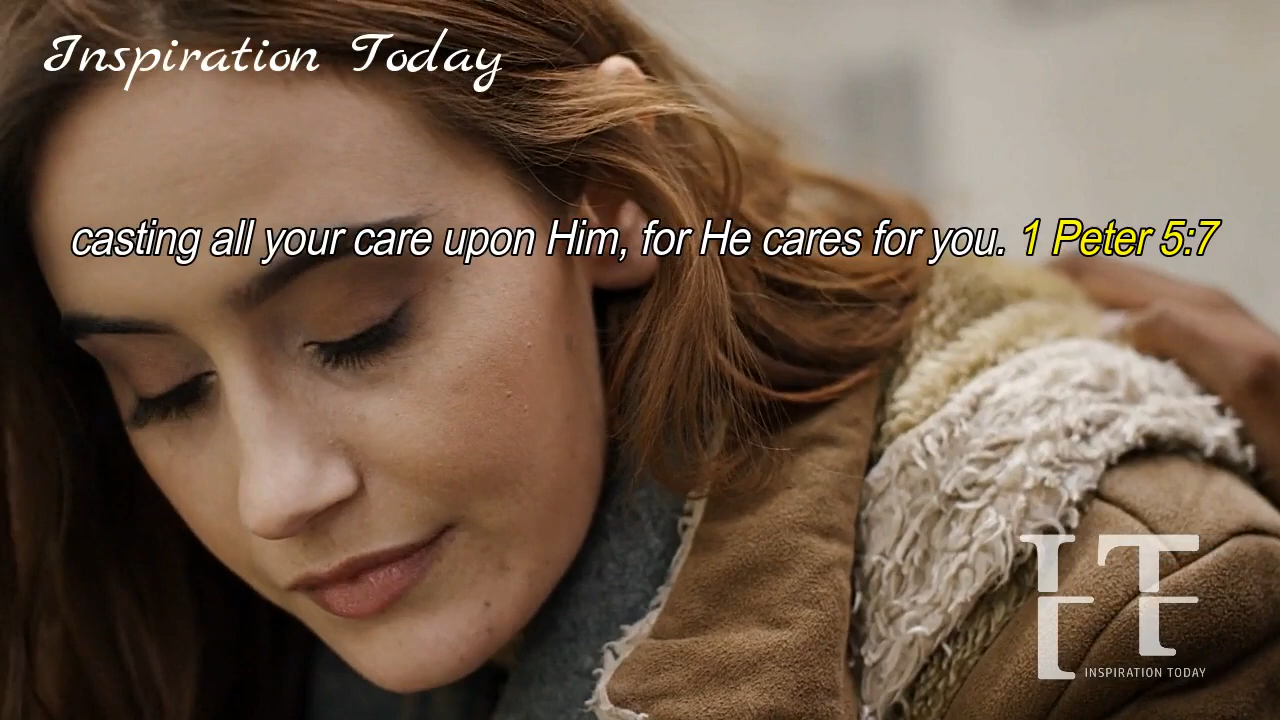 Inspiration Today
casting all your care upon Him, for He cares for you. 1 Peter 5:7
INSPIRATION TODAY